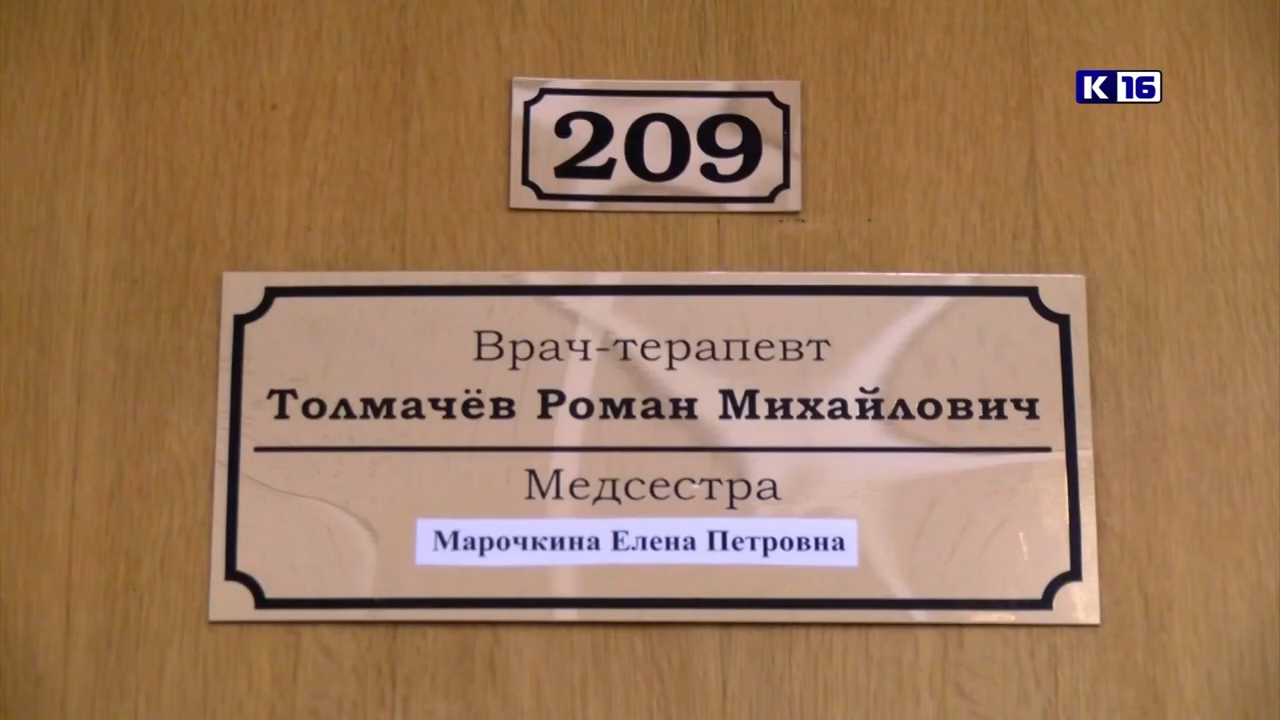 K 16
209
Врач-терапевт
Толмачёв Роман Михайлович
Медсестра
Марочкина Елена Петровна